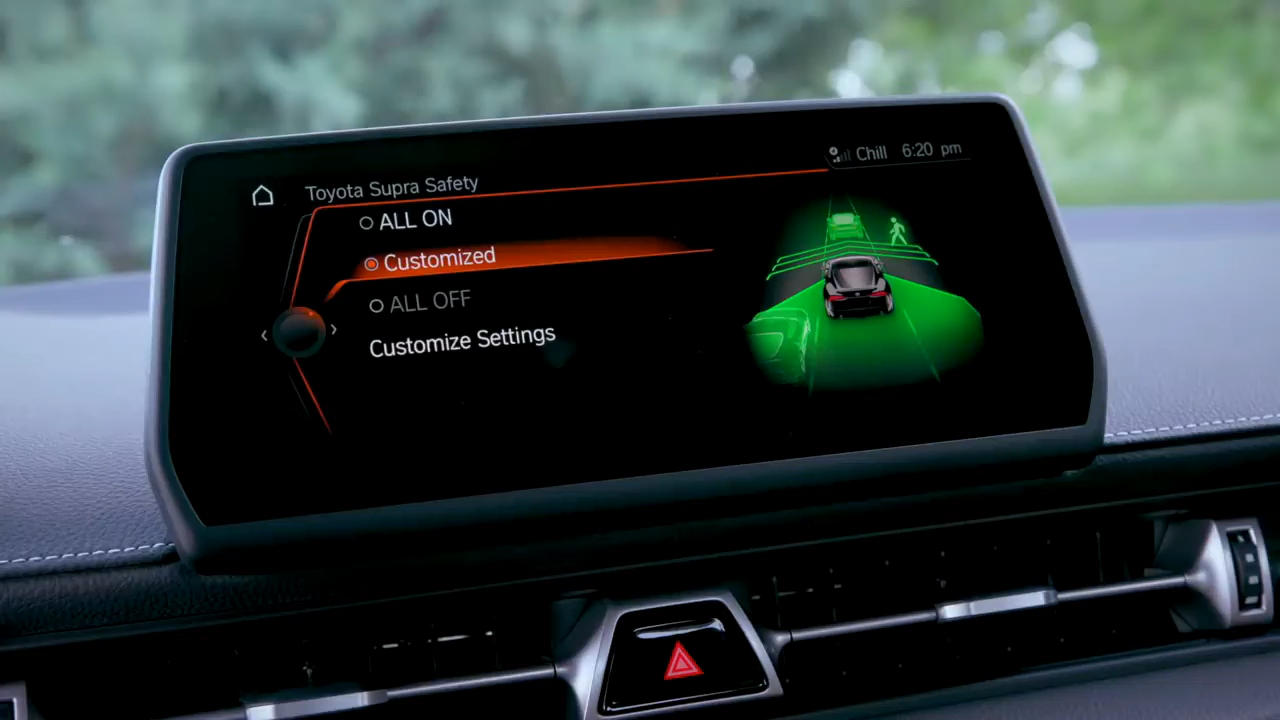 Toyota Supra Safety
Chill 6:20 pm
ALL ON
Customized
ALL OFF
Customize Settings